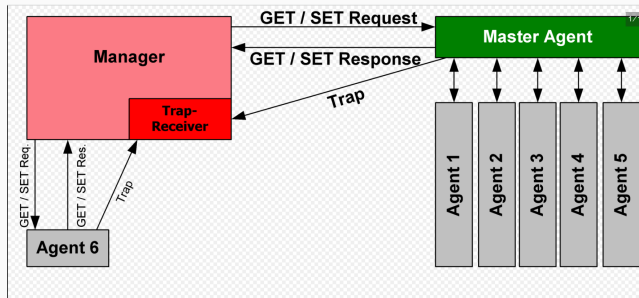 GET / SET Request
Manager
GET / SET Response
Master Agent
Trap
Trap-
Receiver
GET / SET Req.
GET / SET Res.
Trap
Agent 6
Agent 1
Agent 2
Agent 3
Agent 4
Agent 5